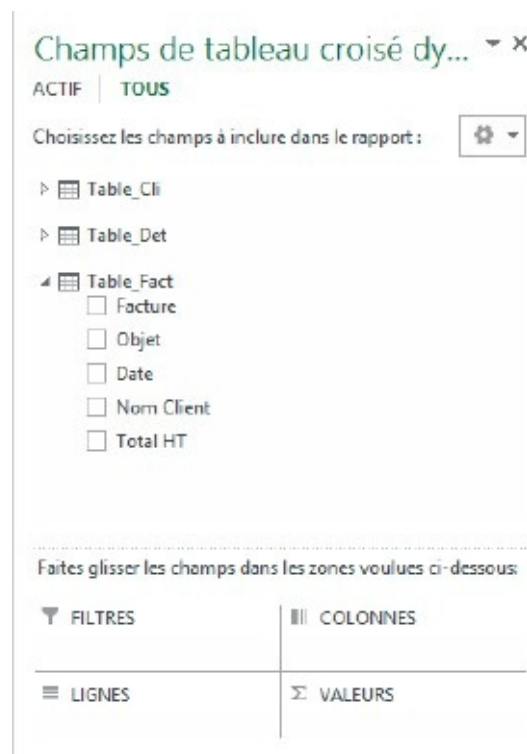 Champs de tableau croisé dy...
ACTIF TOUS
Choisissez les champs à inclure dans le rapport :
Table_Cli
Table_Det
Table_Fact
Facture
Objet
Date
Nom Client
Total HT
Faites glisser les champs dans les zones voulues ci-dessous:
FILTRES
COLONNES
LIGNES
Σ VALEURS